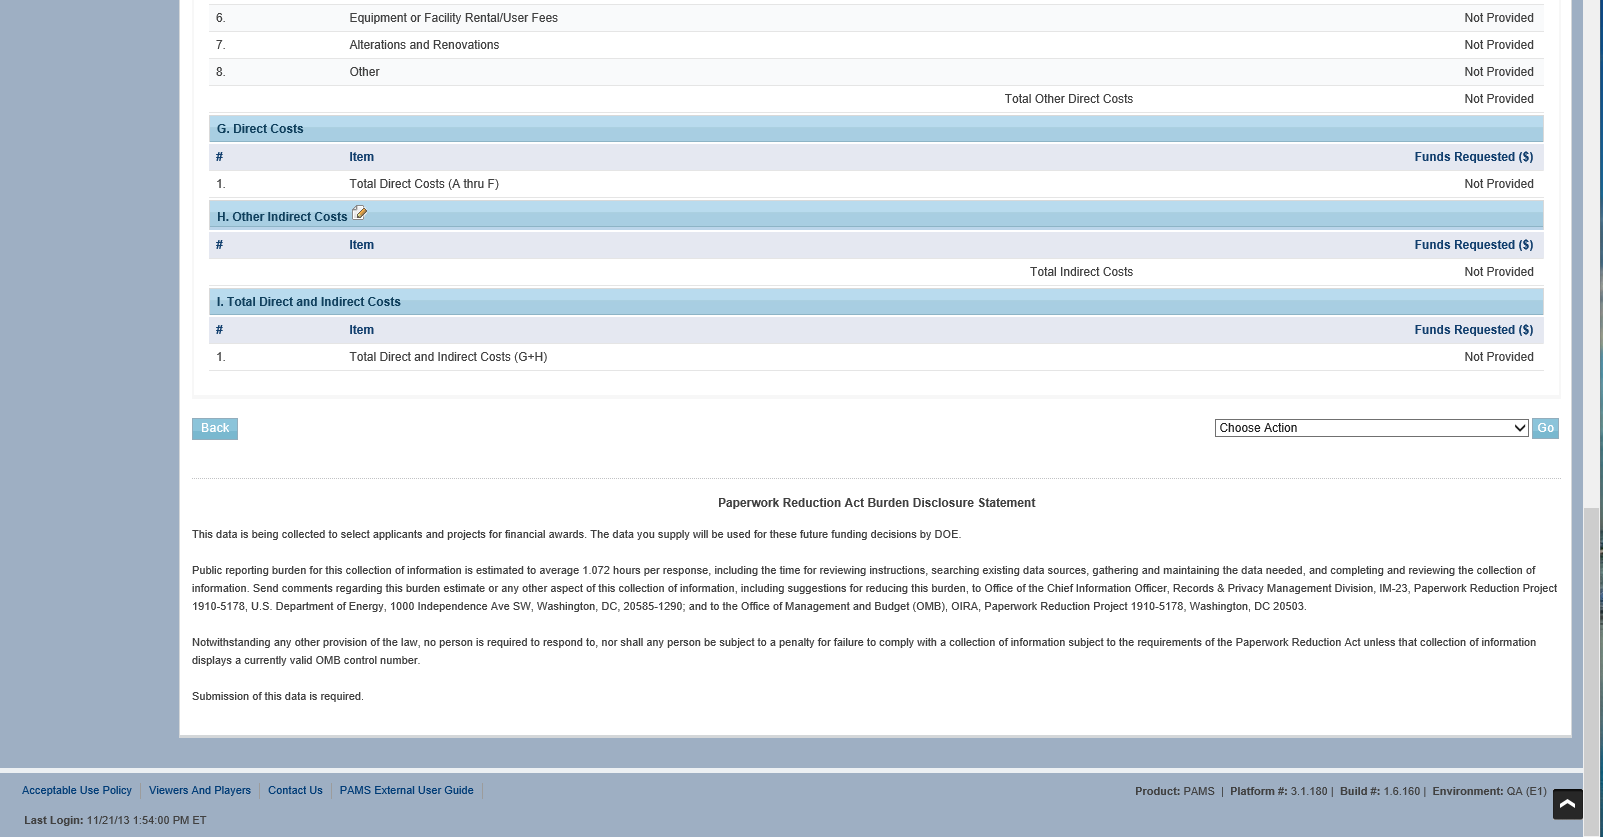 6. Equipment or Facility Rental/User Fees Not Provided
7. Alterations and Renovations Not Provided
8. Other Not Provided
Total Other Direct Costs Not Provided
G. Direct Costs
# Item Funds Requested ($)
1. Total Direct Costs (A thru F) Not Provided
H. Other Indirect Costs
# Item Funds Requested ($)
Total Indirect Costs Not Provided
I. Total Direct and Indirect Costs
# Item Funds Requested ($)
1. Total Direct and Indirect Costs (G+H) Not Provided
Back Choose Action Go
Paperwork Reduction Act Burden Disclosure Statement
This data is being collected to select applicants and projects for financial awards. The data you supply will be used for these future funding decisions by DOE.
Public reporting burden for this collection of information is estimated to average 1.072 hours per response, including the time for reviewing instructions, searching existing data sources, gathering and maintaining the data needed, and completing and reviewing the collection of
information. Send comments regarding this burden estimate or any other aspect of this collection of information, including suggestions for reducing this burden, to Office of the Chief Information Officer, Records & Privacy Management Division, IM-23, Paperwork Reduction Project
1910-5178, U.S. Department of Energy, 1000 Independence Ave SW, Washington, DC, 20585-1290; and to the Office of Management and Budget (OMB), OIRA, Paperwork Reduction Project 1910-5178, Washington, DC 20503.
Notwithstanding any other provision of the law, no person is required to respond to, nor shall any person be subject to a penalty for failure to comply with a collection of information subject to the requirements of the Paperwork Reduction Act unless that collection of information
displays a currently valid OMB control number.
Submission of this data is required.
Acceptable Use Policy | Viewers And Players | Contact Us | PAMS External User Guide | Product: PAMS | Platform #: 3.1.180 | Build #: 1.6.160 | Environment: QA (E1)
Last Login: 11/21/13 1:54:00 PM ET